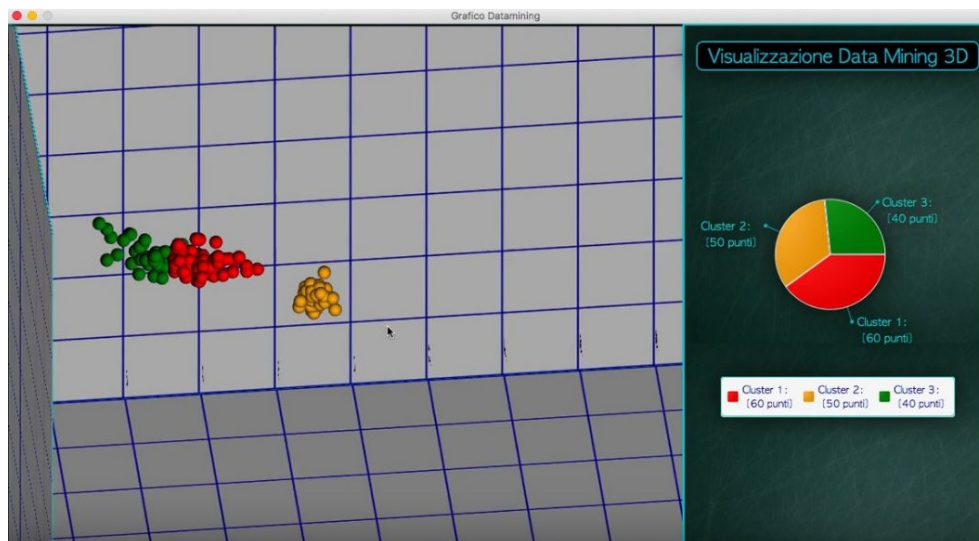 Grafico Datamining
Visualizzazione Data Mining 3D
Cluster 3:
[40 punti]
Cluster 2:
[50 punti]
Cluster 1:
[60 punti]
Cluster 1:
[60 punti]
Cluster 2:
[50 punti]
Cluster 3:
[40 punti]